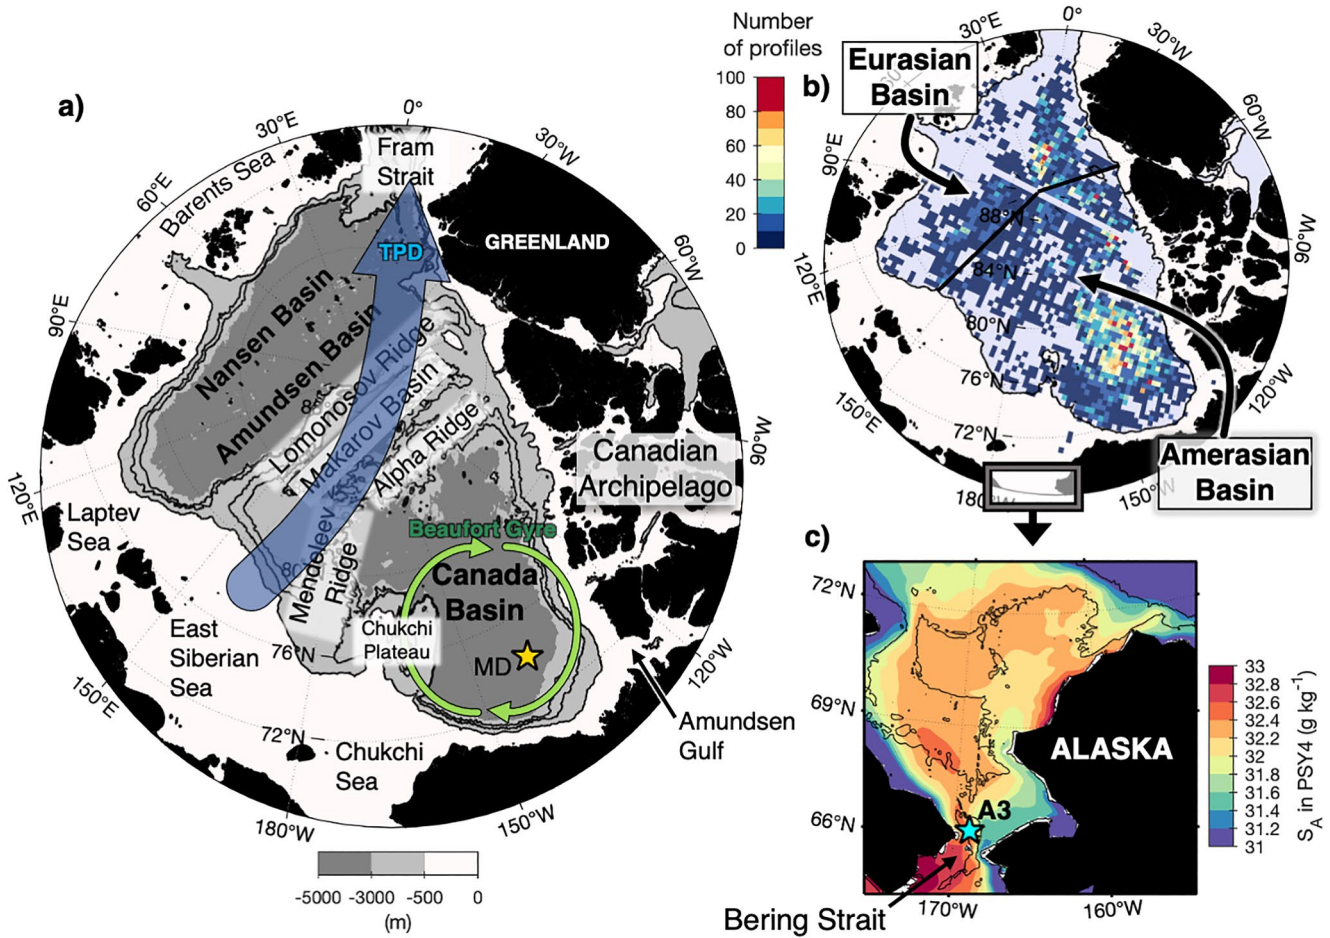 a)
0°
30°E
30°W
60°E
60°W
90°E
90°W
120°E
120°W
150°E
150°W
180°W
Barents Sea
Fram
Strait
TPD
GREENLAND
Nansen Basin
Amundsen Basin
Lomonosov Ridge
Makarov Basin
Alpha Ridge
Mendeleev
Ridge
Canadian
Archipelago
Beaufort Gyre
Canada
Basin
Chukchi
Plateau
MD
Laptev
Sea
East
Siberian
Sea
76°N
72°N
Chukchi
Sea
Amundsen
Gulf
-5000 -3000 -500 0
(m)
Number
of profiles
100
80
60
40
20
0
b)
0°
30°E
30°W
60°W
90°E
90°W
120°E
120°W
150°E
150°W
Eurasian
Basin
88°N
84°N
80°N
76°N
72°N
Amerasian
Basin
c)
72°N
69°N
66°N
170°W
160°W
ALASKA
A3
Bering Strait
33
32.8
32.6
32.4
32.2
32
31.8
31.6
31.4
31.2
31
S_A in PSY4 (g kg⁻¹)